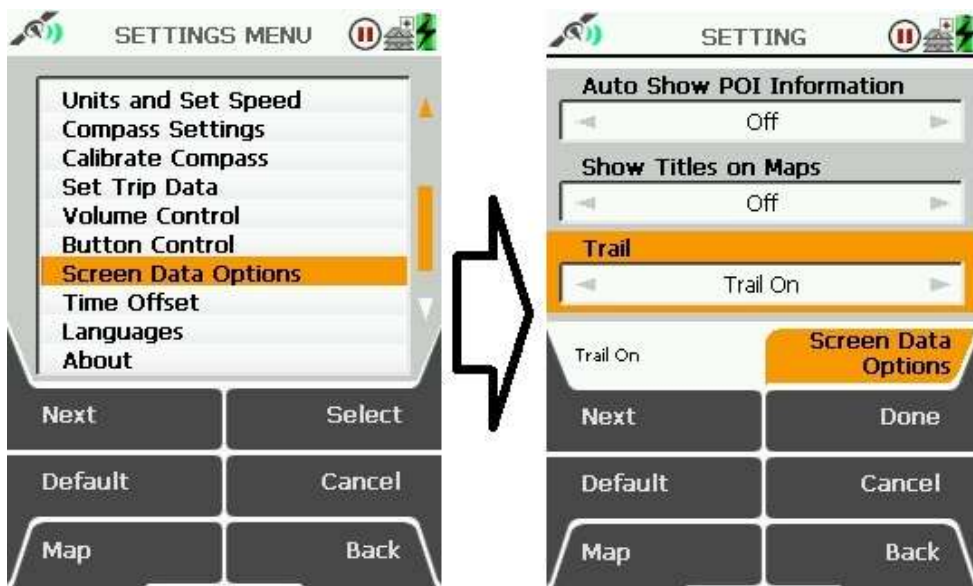 SETTINGS MENU
Units and Set Speed
Compass Settings
Calibrate Compass
Set Trip Data
Volume Control
Button Control
Screen Data Options
Time Offset
Languages
About
Next
Select
Default
Cancel
Map
Back
SETTING
Auto Show POI Information
Off
Show Titles on Maps
Off
Trail
Trail On
Trail On
Screen Data
Options
Next
Done
Default
Cancel
Map
Back